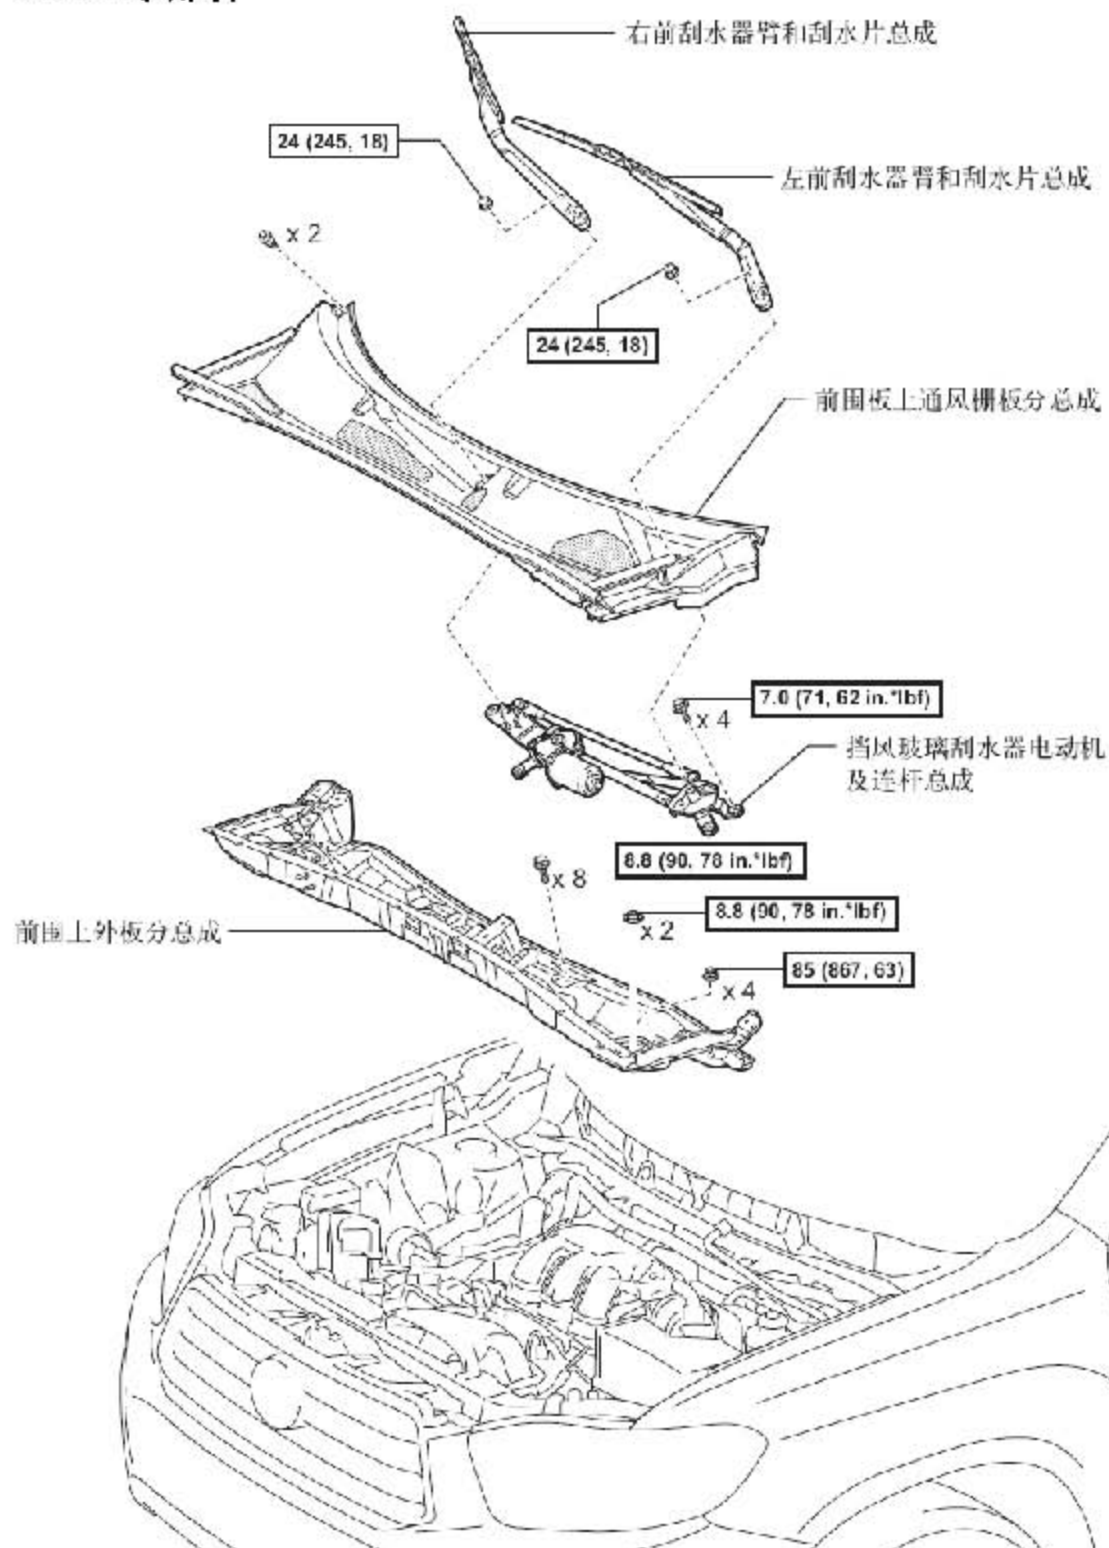 右前刮水器臂和刮水片总成
24 (245, 18)
左前刮水器臂和刮水片总成
x 2
24 (245, 18)
前围板上通风栅板分总成
7.0 (71, 62 in.*lbf)
x 4
挡风玻璃刮水器电动机
及连杆总成
8.8 (90, 78 in.*lbf)
x 8
8.8 (90, 78 in.*lbf)
x 2
前围上外板分总成
85 (867, 63)
x 4